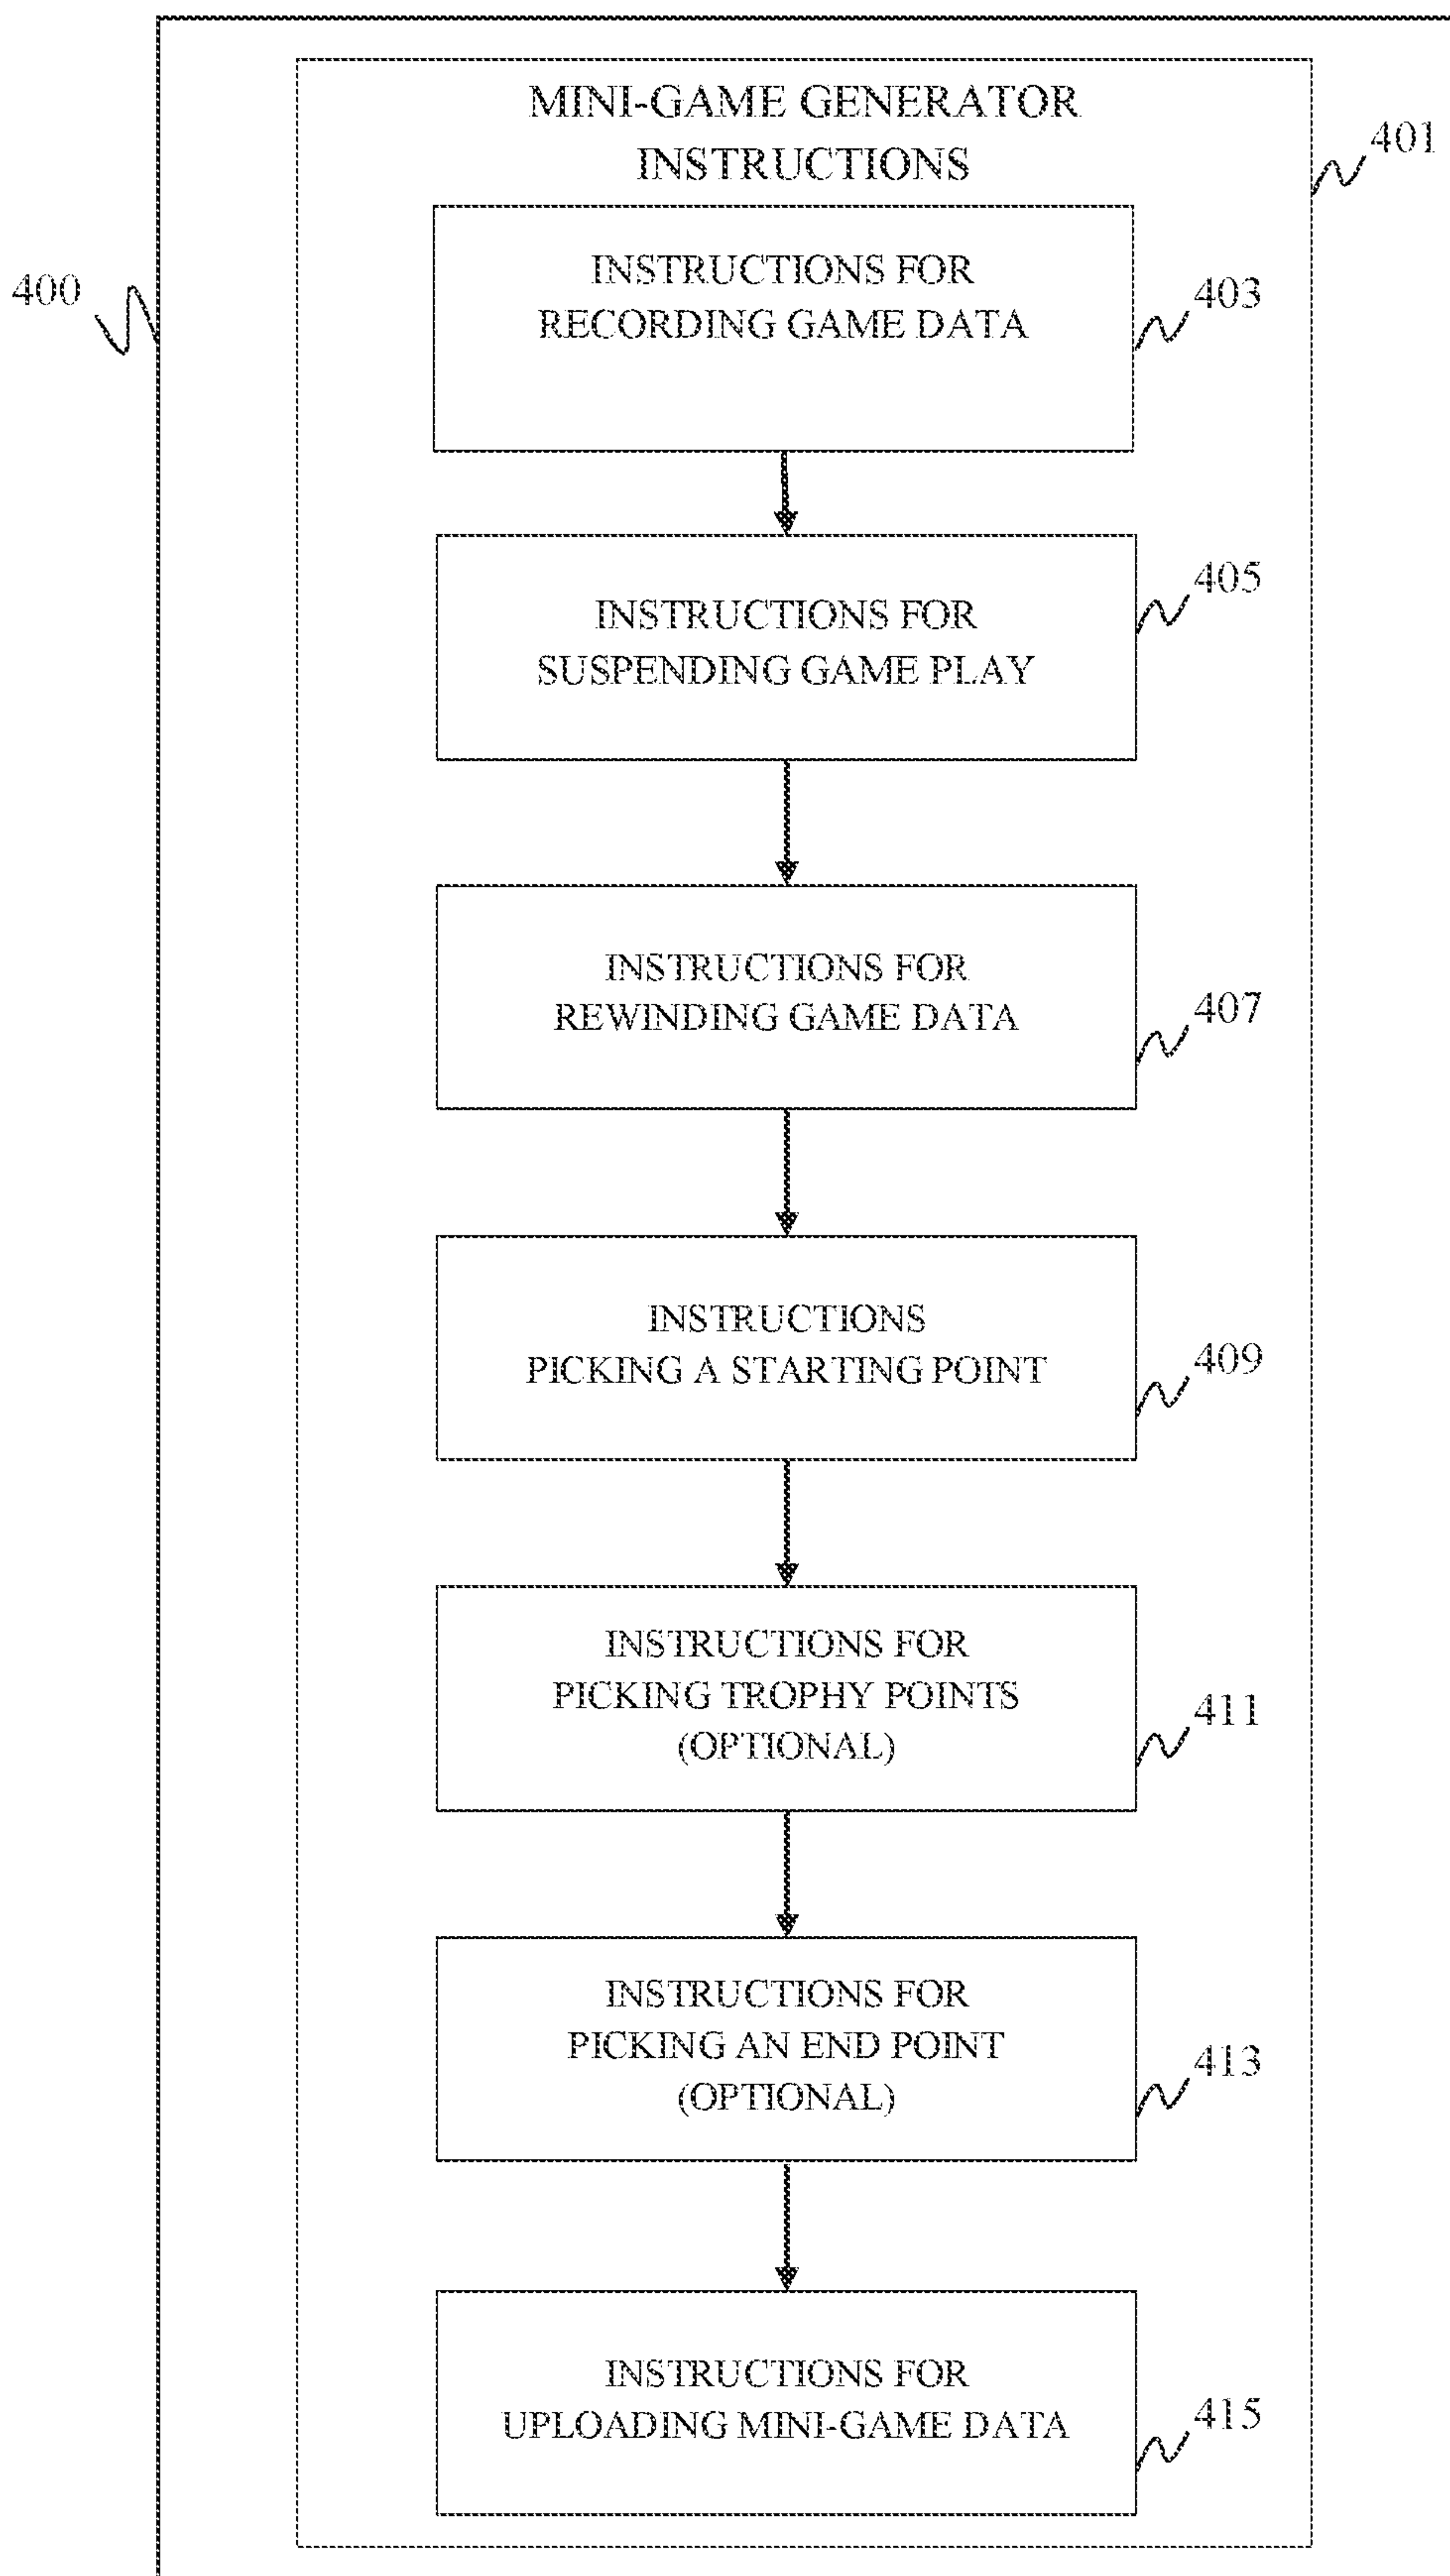 MINI-GAME GENERATOR
INSTRUCTIONS
401
400
INSTRUCTIONS FOR
RECORDING GAME DATA
403
INSTRUCTIONS FOR
SUSPENDING GAME PLAY
405
INSTRUCTIONS FOR
REWINDING GAME DATA
407
INSTRUCTIONS
PICKING A STARTING POINT
409
INSTRUCTIONS FOR
PICKING TROPHY POINTS
(OPTIONAL)
411
INSTRUCTIONS FOR
PICKING AN END POINT
(OPTIONAL)
413
INSTRUCTIONS FOR
UPLOADING MINI-GAME DATA
415